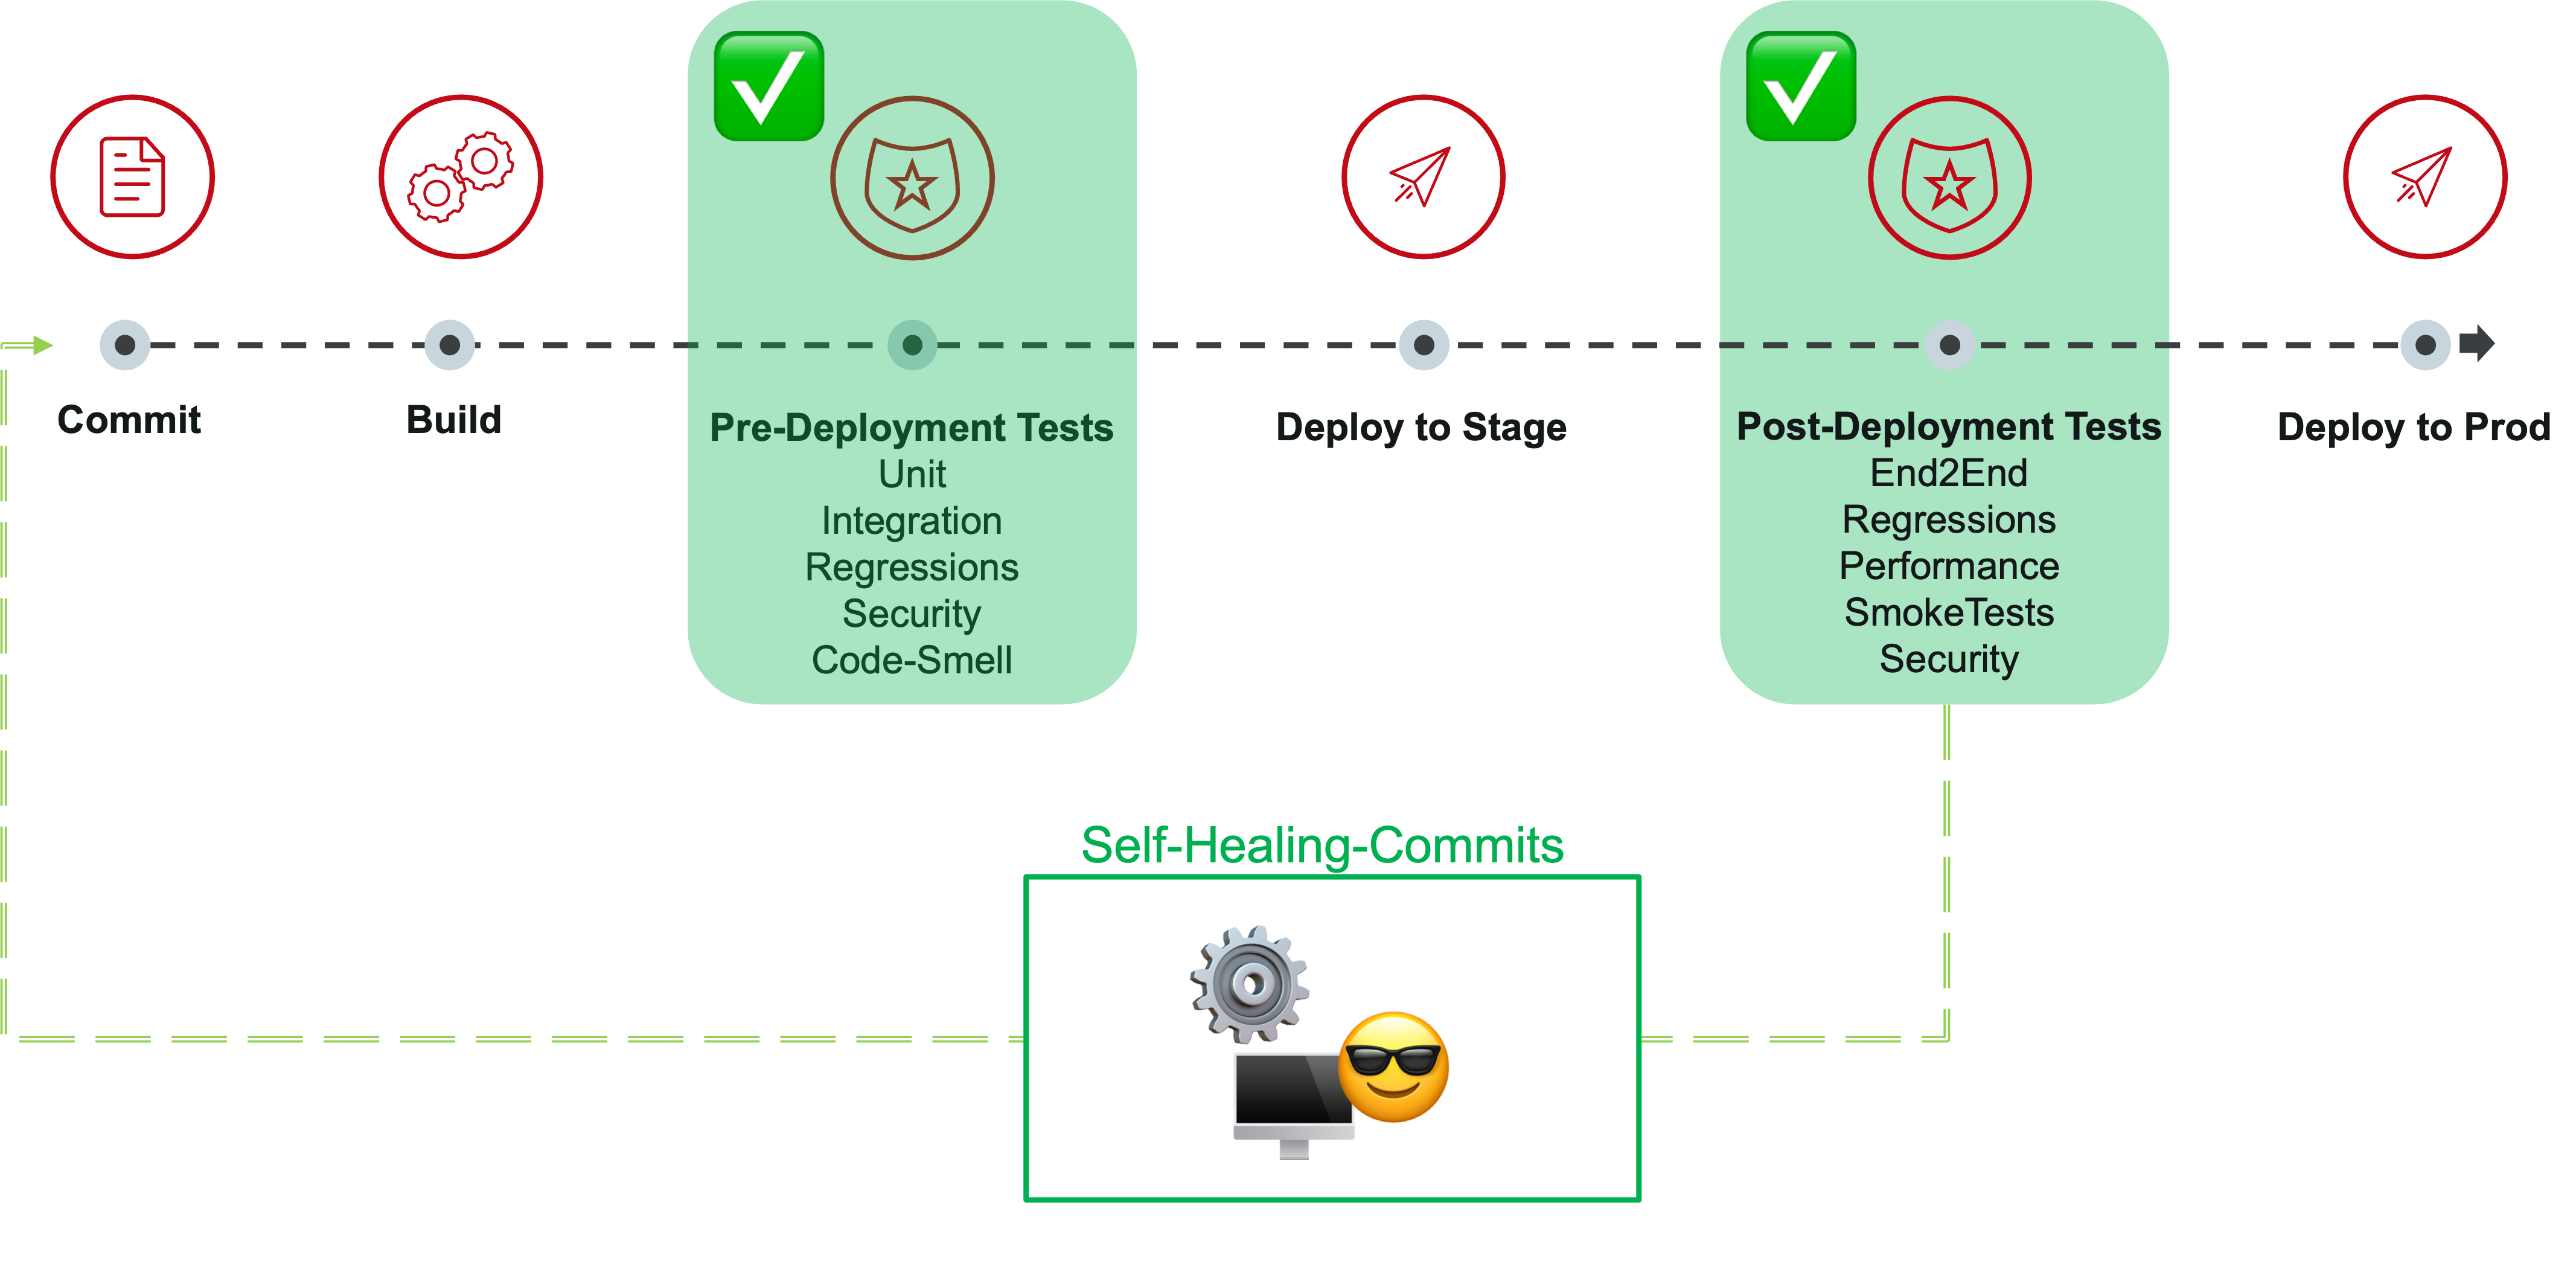 Commit
Build
Pre-Deployment Tests
Unit
Integration
Regressions
Security
Code-Smell
Deploy to Stage
Post-Deployment Tests
End2End
Regressions
Performance
SmokeTests
Security
Deploy to Prod
Self-Healing-Commits